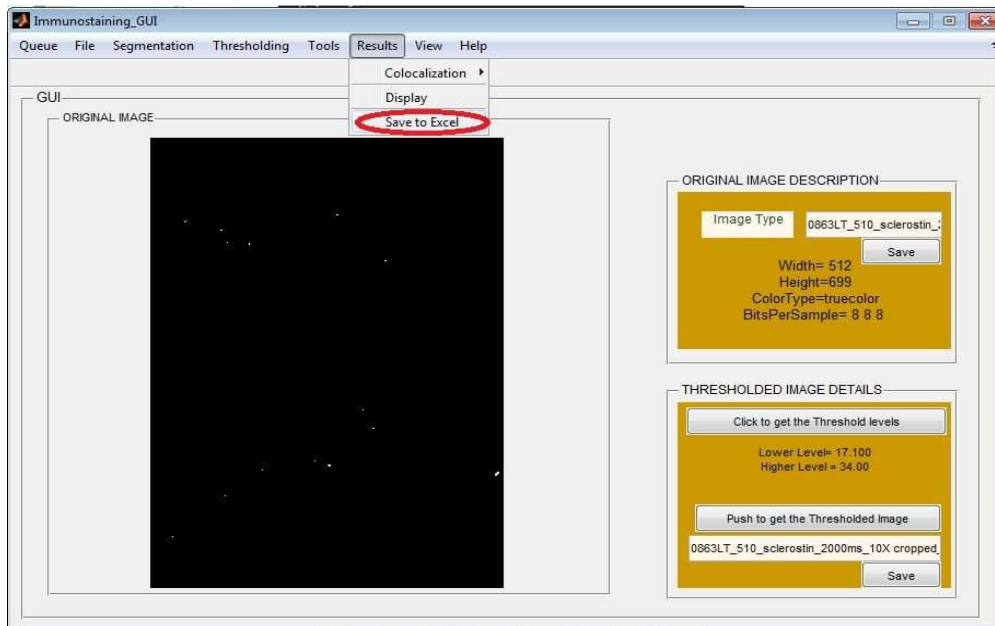 Immunostaining_GUI
Queue File Segmentation Thresholding Tools Results View Help
Colocalization
Display
Save to Excel
GUI
ORIGINAL IMAGE
ORIGINAL IMAGE DESCRIPTION
Image Type
0863LT_510_sclerostin_2
Save
Width= 512
Height=699
ColorType=truecolor
BitsPerSample= 8 8 8
THRESHOLDED IMAGE DETAILS
Click to get the Threshold levels
Lower Level= 17.100
Higher Level = 34.00
Push to get the Thresholded Image
0863LT_510_sclerostin_2000ms_10X cropped_
Save